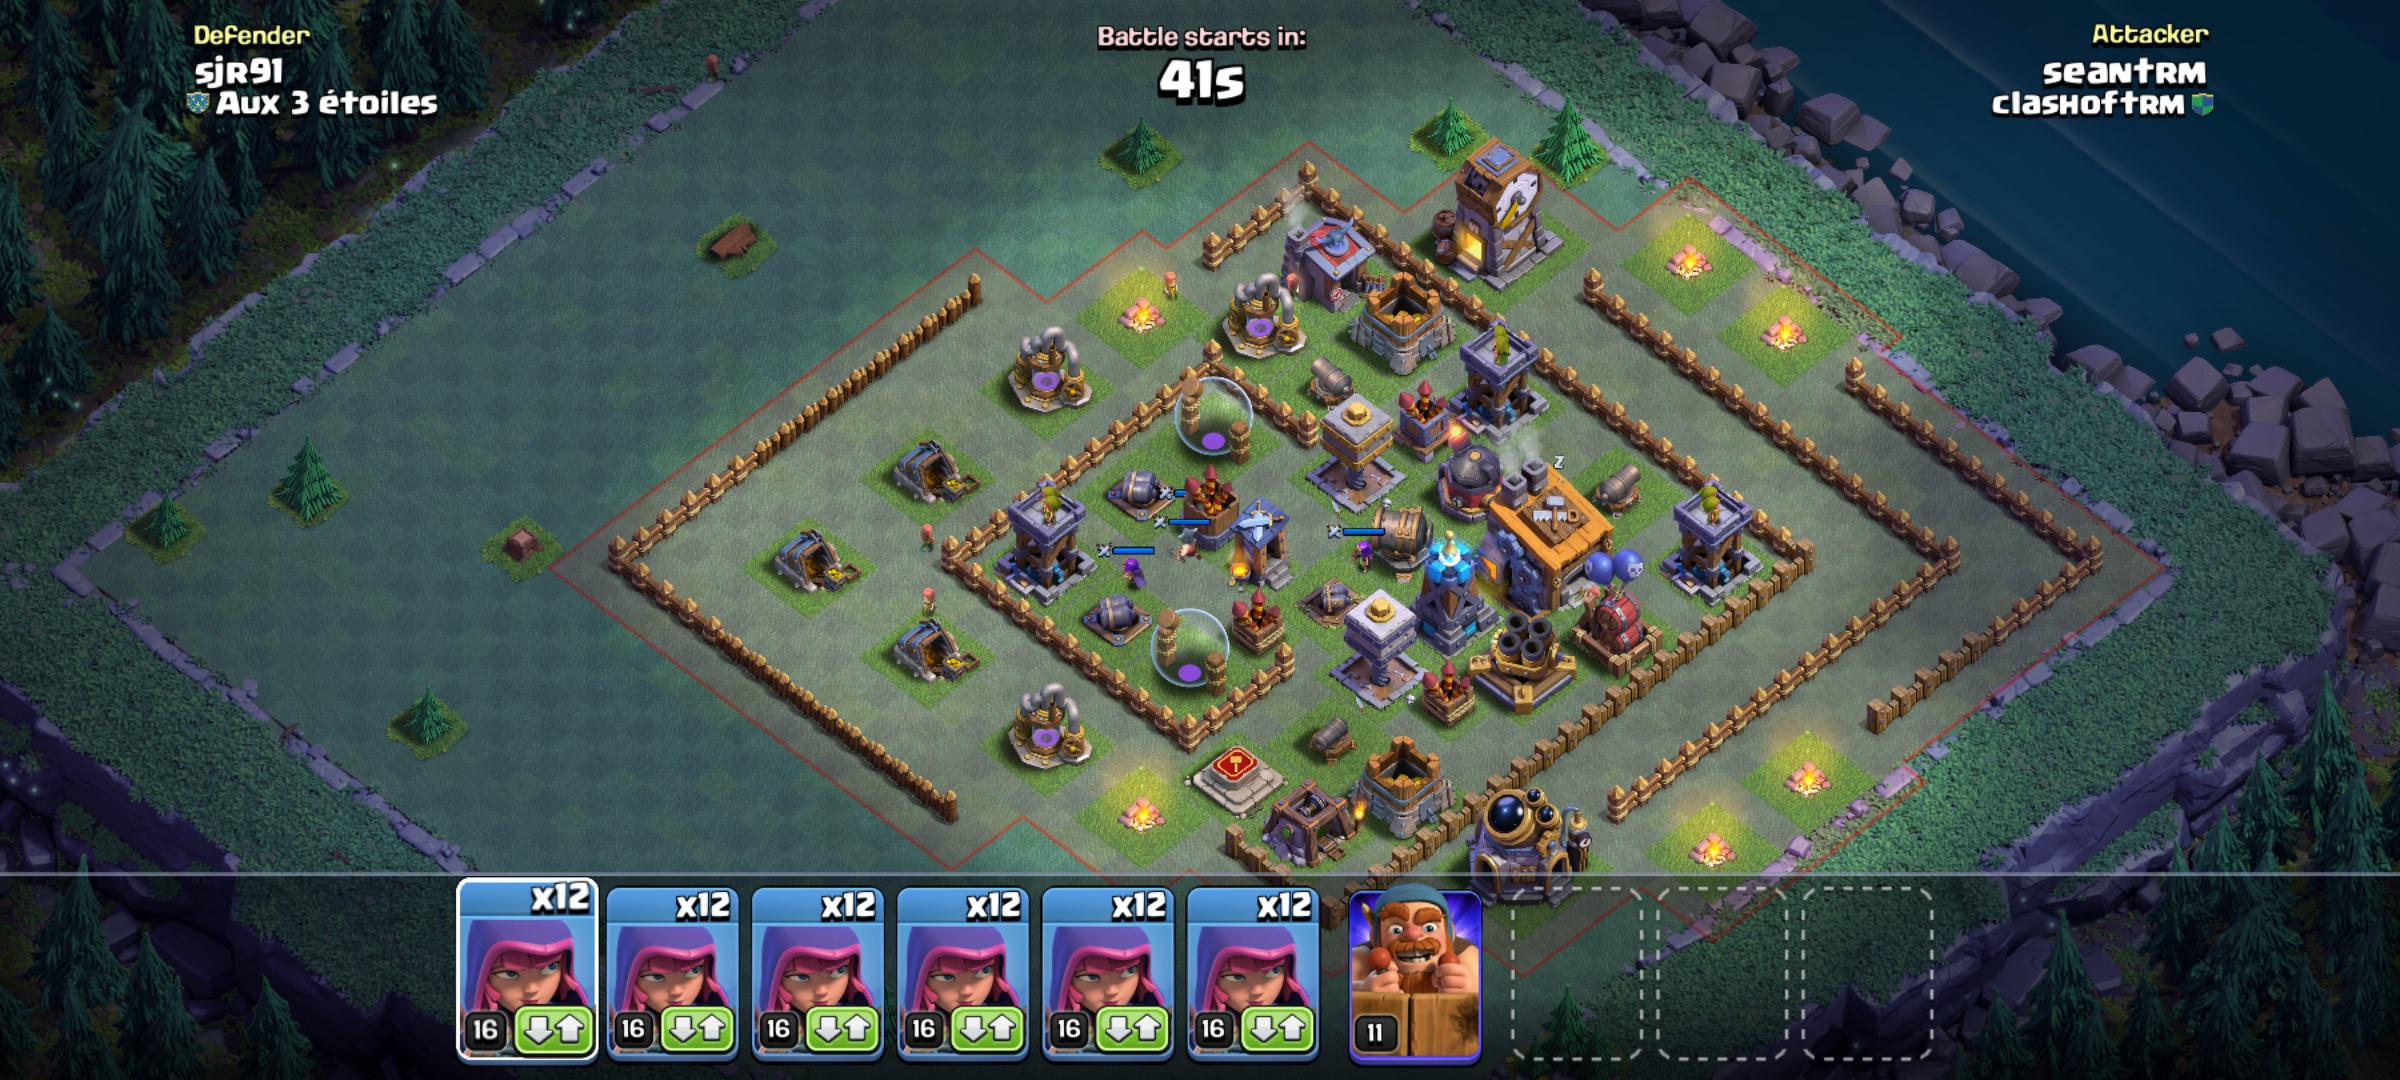 Defender
sjR91
Aux 3 étoiles
Battle starts in:
41s
Attacker
seantRM
clashoftRM
z
x12
x12
x12
x12
x12
x12
16
16
16
16
16
16
11